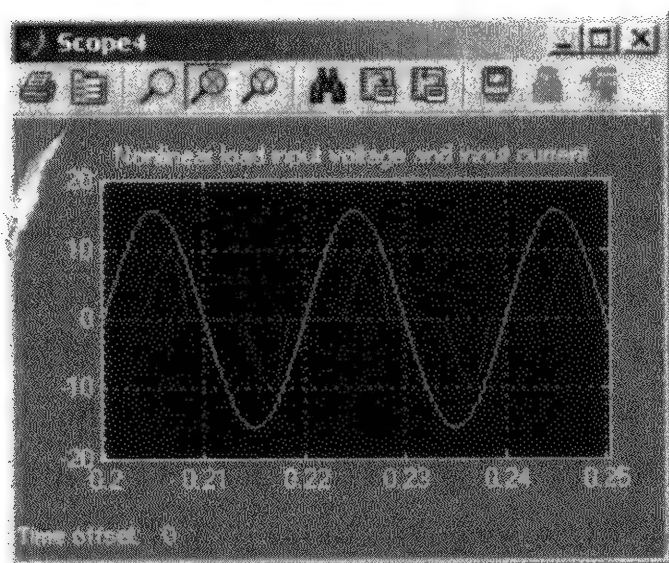 Scope4
Nonlinear load input voltage and input current
20
10
0
10
20
0.2 0.21 0.22 0.23 0.24 0.25
Time offset: 0